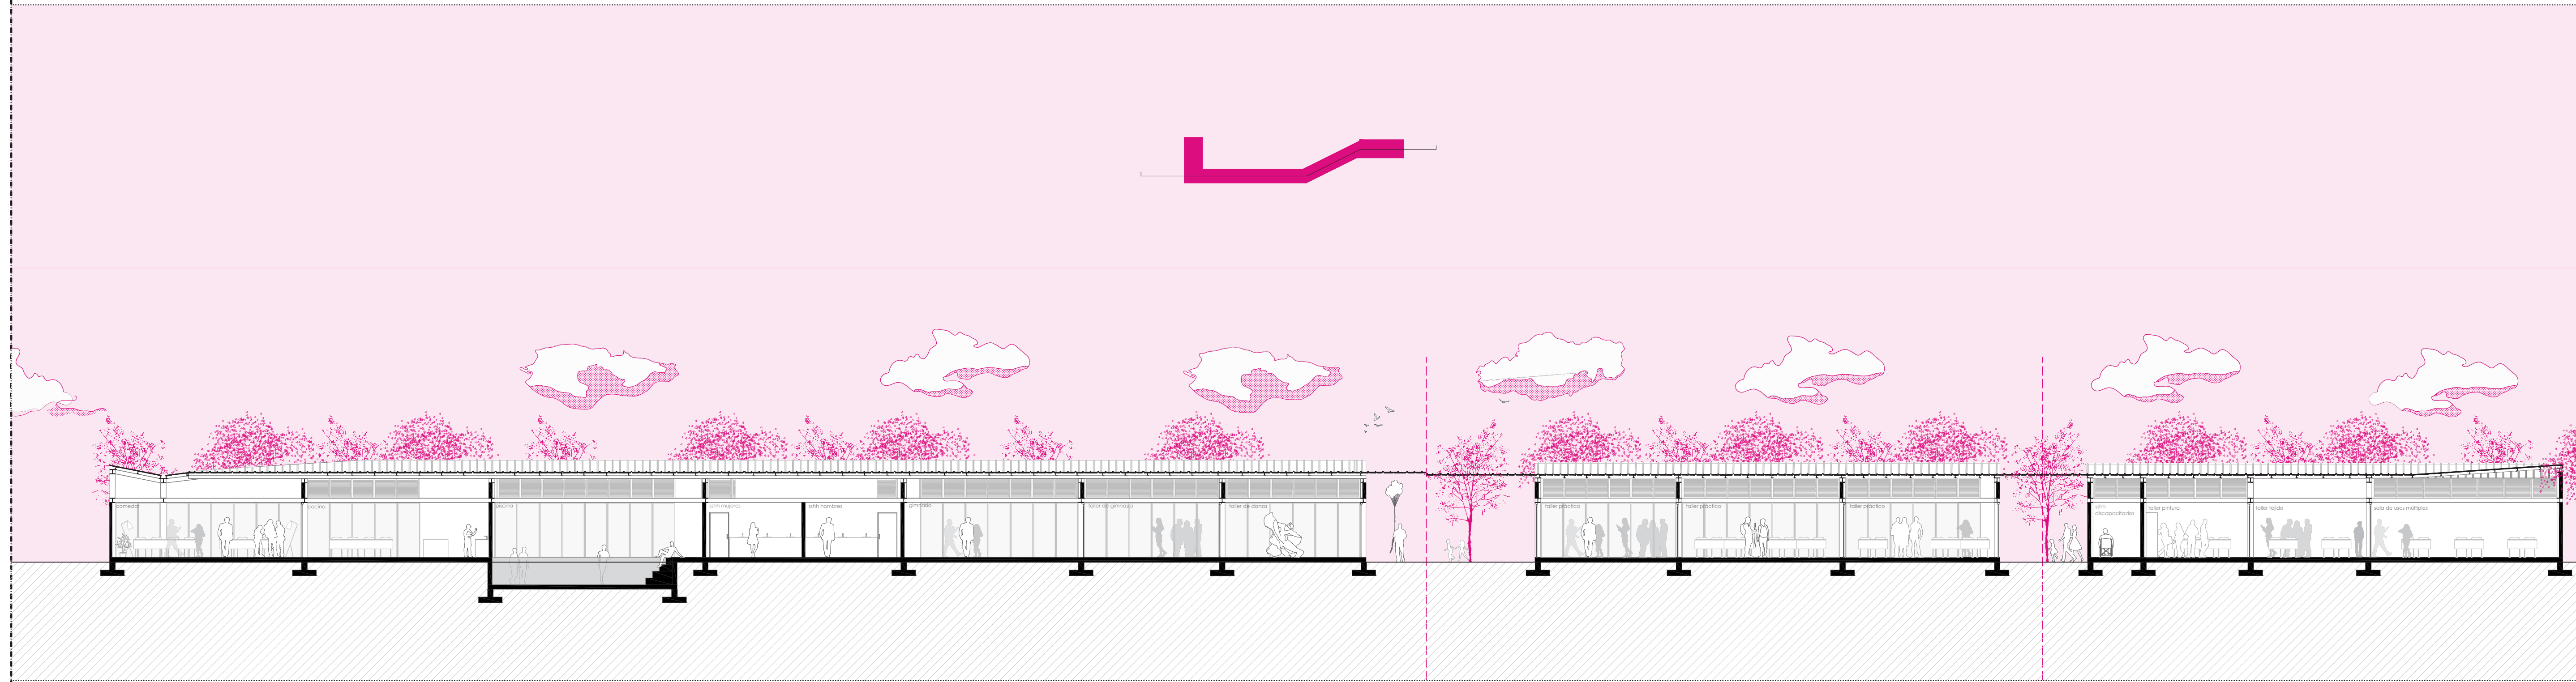 comedor
cocina
piscina
sshh mujeres
sshh hombres
gimnasio
taller de gimnasia
taller de danza
taller práctico
taller práctico
taller práctico
sshh
discapacitados
taller pintura
taller tejido
sala de usos múltiples